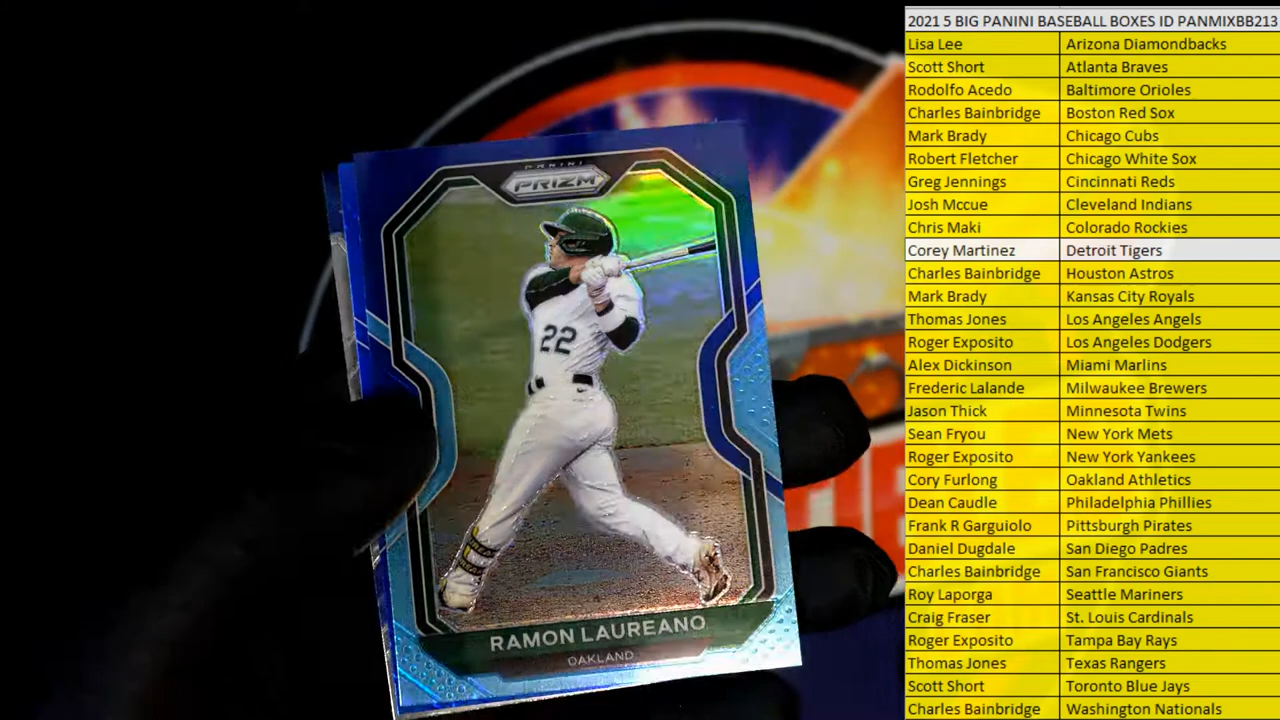 PANINI
PRIZM
22
RAMON LAUREANO
OAKLAND
2021 5 BIG PANINI BASEBALL BOXES ID PANMIXBB213
Lisa Lee Arizona Diamondbacks
Scott Short Atlanta Braves
Rodolfo Acedo Baltimore Orioles
Charles Bainbridge Boston Red Sox
Mark Brady Chicago Cubs
Robert Fletcher Chicago White Sox
Greg Jennings Cincinnati Reds
Josh Mccue Cleveland Indians
Chris Maki Colorado Rockies
Corey Martinez Detroit Tigers
Charles Bainbridge Houston Astros
Mark Brady Kansas City Royals
Thomas Jones Los Angeles Angels
Roger Exposito Los Angeles Dodgers
Alex Dickinson Miami Marlins
Frederic Lalande Milwaukee Brewers
Jason Thick Minnesota Twins
Sean Fryou New York Mets
Roger Exposito New York Yankees
Cory Furlong Oakland Athletics
Dean Caudle Philadelphia Phillies
Frank R Garguiolo Pittsburgh Pirates
Daniel Dugdale San Diego Padres
Charles Bainbridge San Francisco Giants
Roy Laporga Seattle Mariners
Craig Fraser St. Louis Cardinals
Roger Exposito Tampa Bay Rays
Thomas Jones Texas Rangers
Scott Short Toronto Blue Jays
Charles Bainbridge Washington Nationals